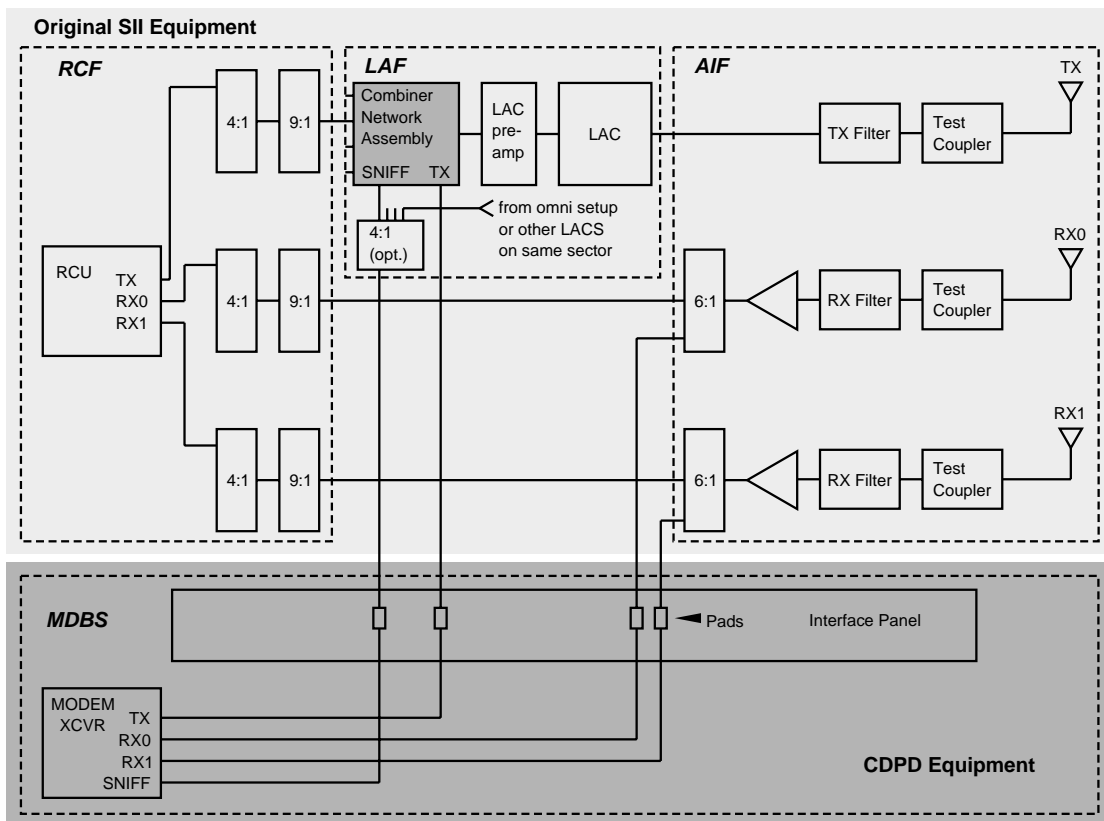 Original SII Equipment
RCF
LAF
AIF
TX
4:1
9:1
Combiner
Network
Assembly
SNIFF TX
LAC
pre-
amp
LAC
TX Filter
Test
Coupler
from omni setup
or other LACS
on same sector
4:1
(opt.)
RCU
TX
RX0
RX1
4:1
9:1
6:1
RX Filter
Test
Coupler
RX0
4:1
9:1
6:1
RX Filter
Test
Coupler
RX1
MDBS
Pads
Interface Panel
MODEM
XCVR
TX
RX0
RX1
SNIFF
CDPD Equipment